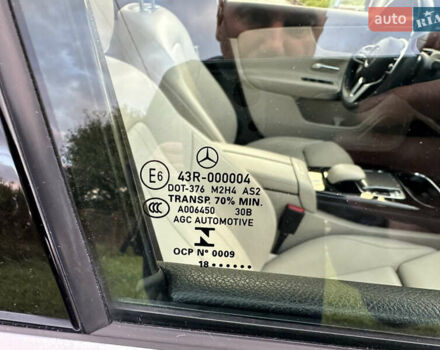 auto RIA
E6 43R-000004
DOT-376 M2H4 AS2
TRANSP. 70% MIN.
CCC A006450 30B
AGC AUTOMOTIVE
N
OCP N° 0009
18 ••••••